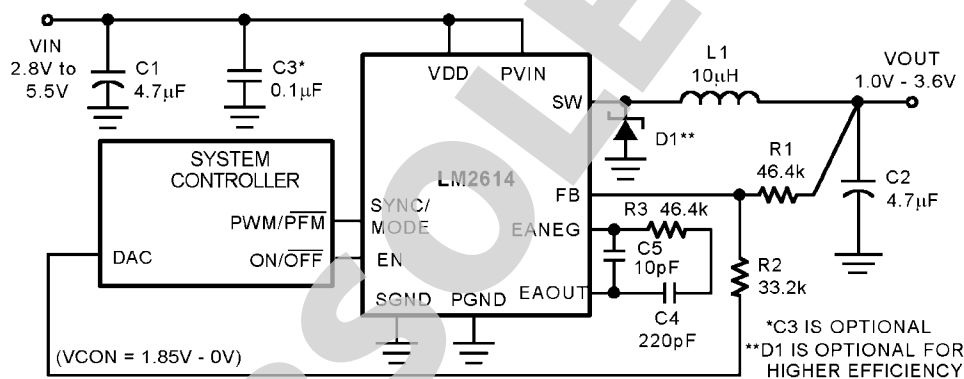 VIN
2.8V to
5.5V
C1
4.7μF
C3*
0.1μF
VDD PVIN
SW
L1
10μH
VOUT
1.0V - 3.6V
D1**
SYSTEM
CONTROLLER
LM2614
R1
46.4k
C2
4.7μF
FB
PWM/PFM
SYNC/
MODE
EANEG
R3 46.4k
DAC
ON/OFF
EN
C5
10pF
R2
33.2k
SGND PGND
EAOUT
C4
220pF
(VCON = 1.85V - 0V)
*C3 IS OPTIONAL
**D1 IS OPTIONAL FOR
HIGHER EFFICIENCY